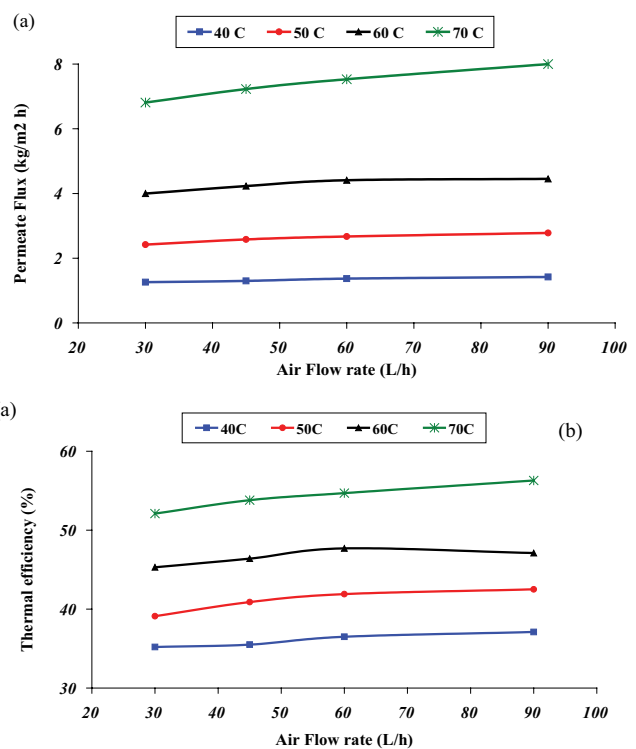 (a)
40 C 50 C 60 C 70 C
8
6
4
2
0
Permeate Flux (kg/m2 h)
20 30 40 50 60 70 80 90 100
Air Flow rate (L/h)
a)
40C 50C 60C 70C
(b)
60
50
40
30
Thermal efficiency (%)
20 30 40 50 60 70 80 90 100
Air Flow rate (L/h)